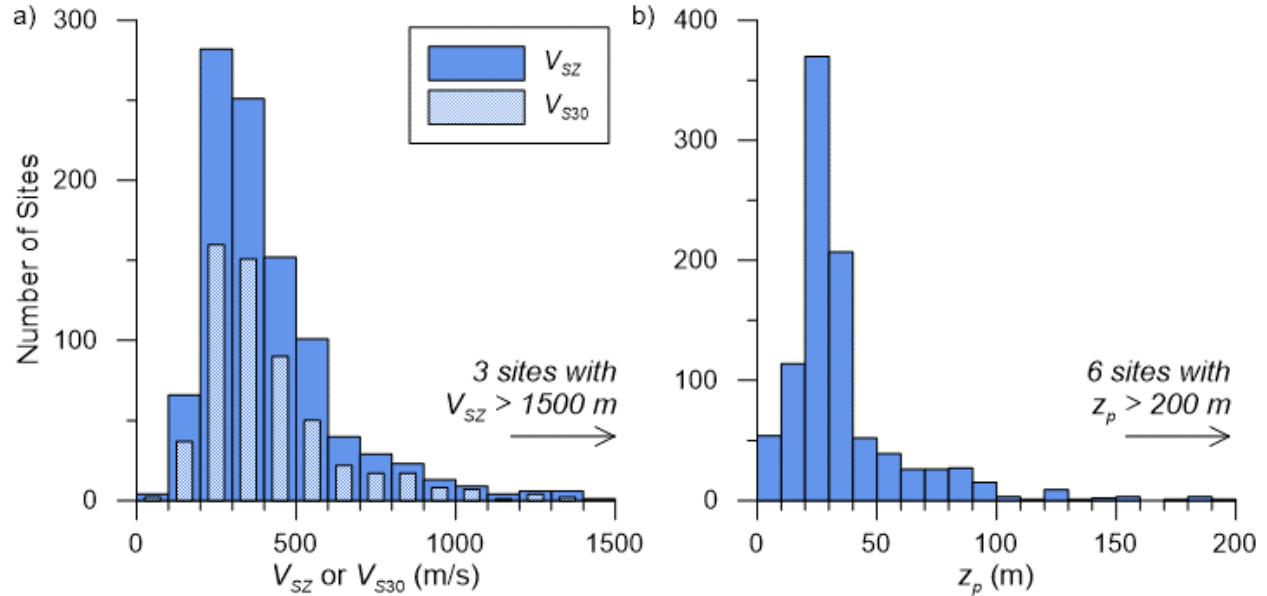 a)
300
200
100
0
Number of Sites
V_SZ
V_S30
3 sites with
V_SZ > 1500 m
0 500 1000 1500
V_SZ or V_S30 (m/s)
b)
400
300
200
100
0
6 sites with
z_p > 200 m
0 50 100 150 200
z_p (m)